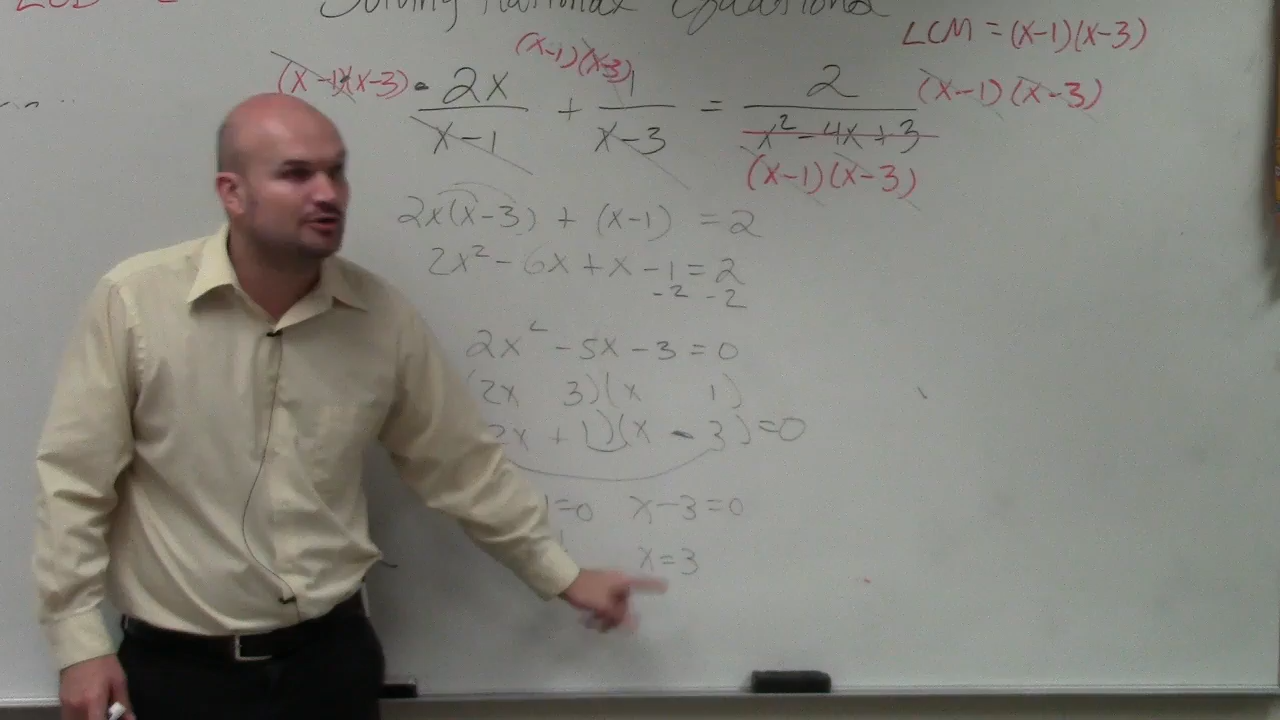 Solving Rational Equations
LCM = (x-1)(x-3)
(x-1)(x-3) · 2x/(x-1) + (x-1)(x-3) 1/(x-3) = 2/(x² - 4x + 3) (x-1)(x-3)
(x-1)(x-3)
2x(x-3) + (x-1) = 2
2x² - 6x + x - 1 = 2
-2 -2
2x² - 5x - 3 = 0
(2x 3)(x 1)
2x + 1)(x - 3) = 0
1=0 x-3=0
x=3